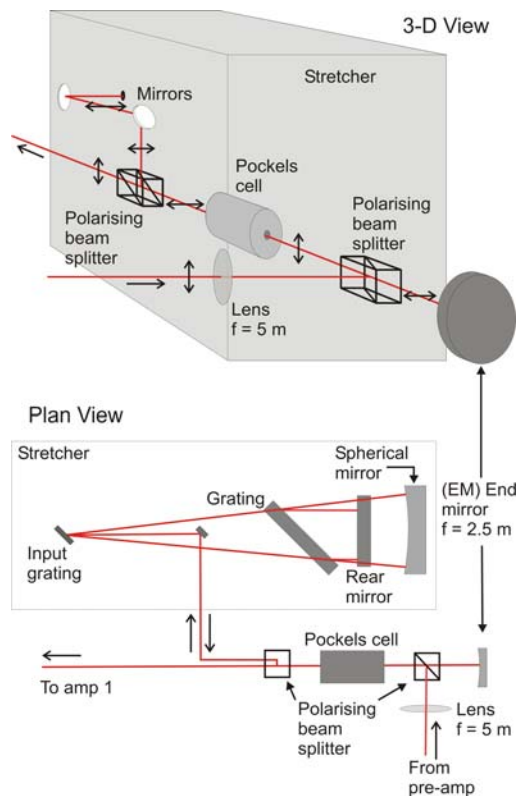 3-D View
Stretcher
Mirrors
Pockels
cell
Polarising
beam
splitter
Polarising
beam
splitter
Lens
f = 5 m
Plan View
Stretcher
Spherical
mirror
(EM) End
mirror
f = 2.5 m
Grating
Input
grating
Rear
mirror
Pockels cell
To amp 1
Polarising
beam
splitter
Lens
f = 5 m
From
pre-amp